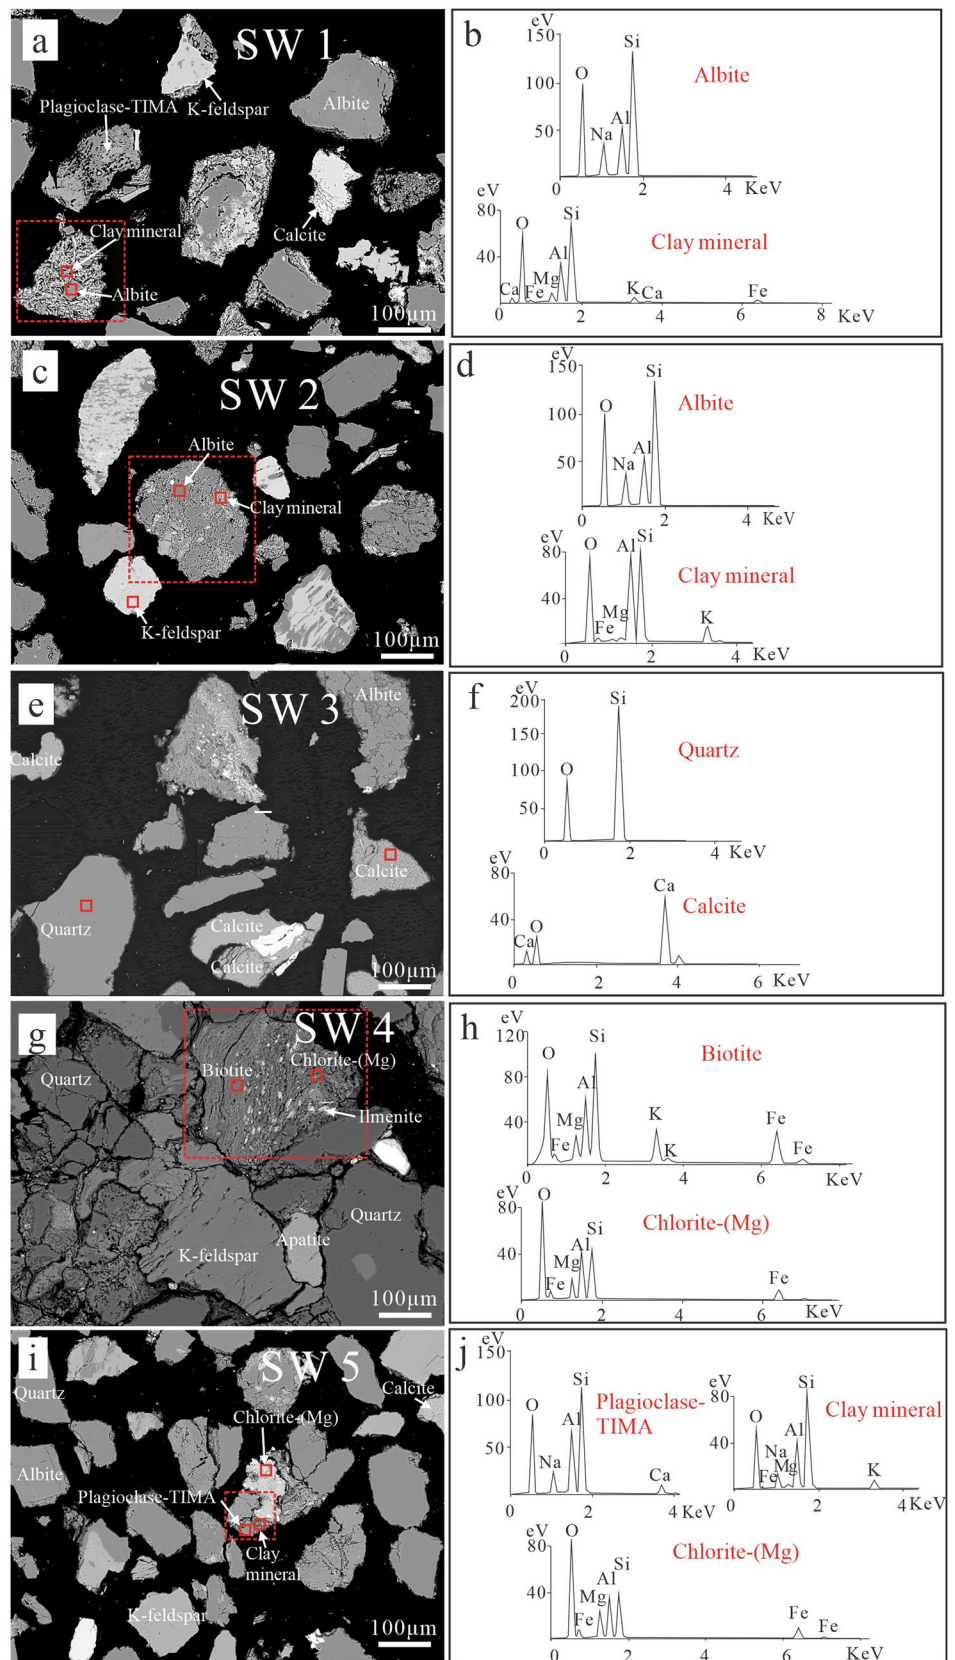 a
SW 1
K-feldspar
Plagioclase-TIMA
Albite
Calcite
Clay mineral
Albite
100μm
b
eV
150
100
50
O
Na
Al
Si
Albite
0
2
4
KeV
eV
80
40
O
Si
Al
Mg
Ca
Fe
K
Ca
Fe
Clay mineral
0
2
4
6
8
KeV
c
SW 2
Albite
Clay mineral
K-feldspar
100μm
d
eV
150
100
50
O
Na
Al
Si
Albite
0
2
4
KeV
80
40
O
Al
Si
Mg
Fe
K
Clay mineral
0
2
4
KeV
e
SW 3
Albite
Calcite
Calcite
Quartz
Calcite
Calcite
100μm
f
eV
200
150
100
50
O
Si
Quartz
0
2
4
KeV
eV
80
40
Ca
O
Ca
Calcite
0
2
4
6
KeV
g
SW 4
Quartz
Biotite
Chlorite-(Mg)
Ilmenite
Quartz
Apatite
K-feldspar
100μm
h
eV
120
80
40
O
Si
Al
Mg
Fe
K
K
Fe
Fe
Biotite
0
2
4
6
KeV
eV
80
40
O
Si
Al
Mg
Fe
Fe
Chlorite-(Mg)
0
2
4
6
KeV
i
SW 5
Quartz
Calcite
Chlorite-(Mg)
Albite
Plagioclase-TIMA
Clay
mineral
K-feldspar
100μm
j
eV
150
100
50
O
Na
Al
Si
Ca
Plagioclase-
TIMA
0
2
4
KeV
eV
80
40
O
Si
Al
Na
Mg
Fe
K
Clay mineral
0
2
4
KeV
eV
80
40
O
Si
Al
Mg
Fe
Fe
Fe
Chlorite-(Mg)
0
2
4
6
KeV